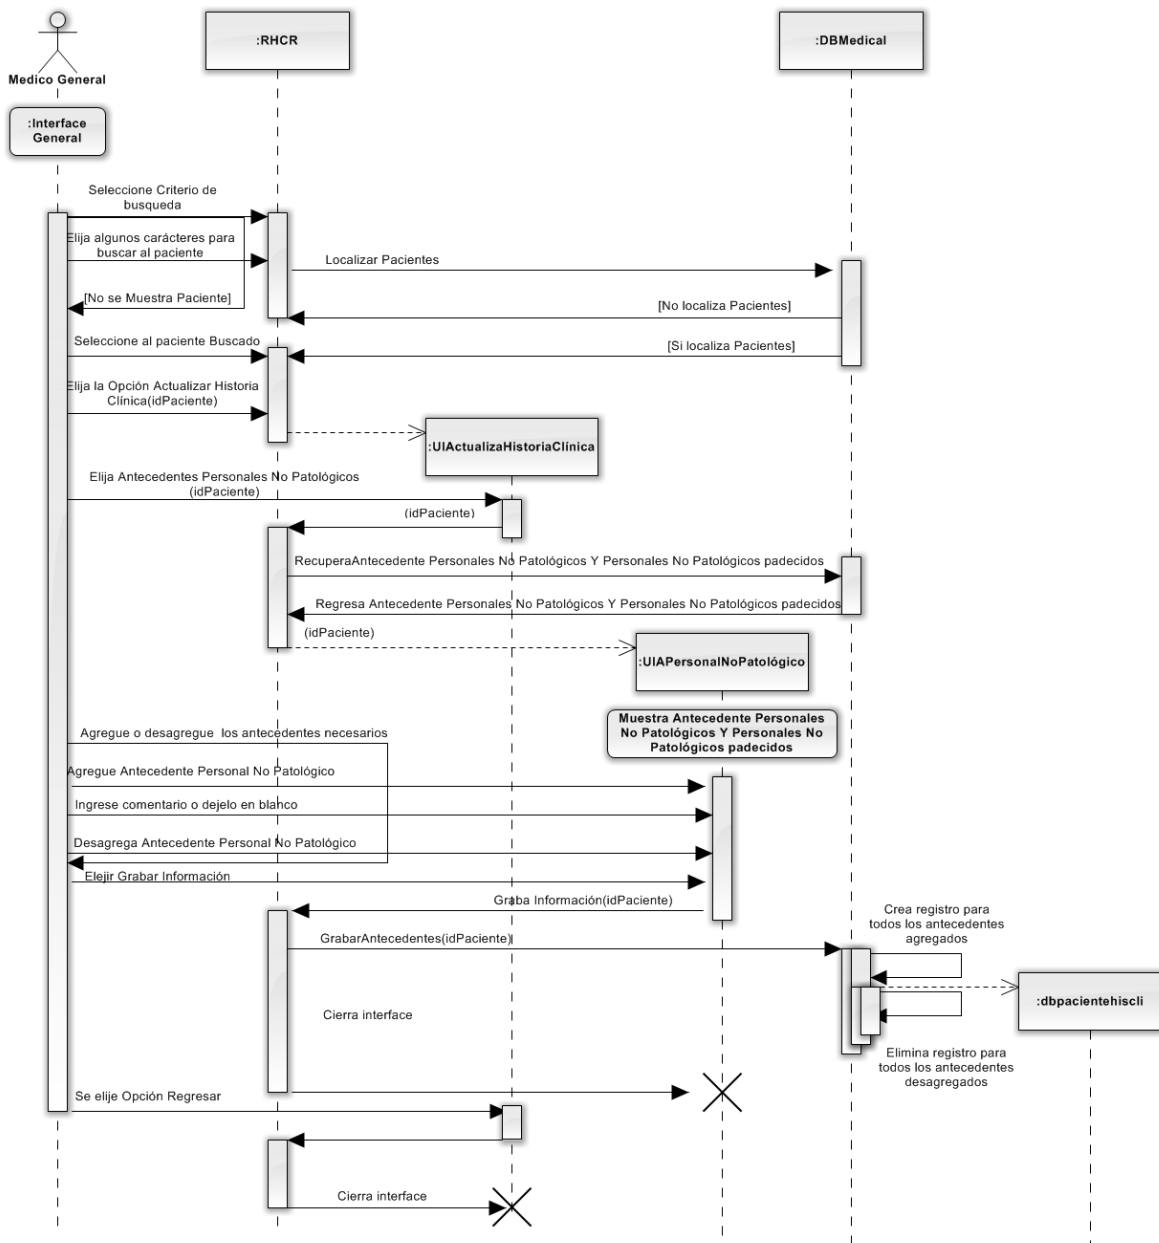 :RHCR
:DBMedical
Medico General
:Interface
General
Seleccione Criterio de
busqueda
Elija algunos carácteres para
buscar al paciente
Localizar Pacientes
[No se Muestra Paciente]
[No localiza Pacientes]
Seleccione al paciente Buscado
[Si localiza Pacientes]
Elija la Opción Actualizar Historia
Clínica(idPaciente)
:UIActualizaHistoriaClínica
Elija Antecedentes Personales No Patológicos
(idPaciente)
(idPaciente)
RecuperaAntecedente Personales No Patológicos Y Personales No Patológicos padecidos
Regresa Antecedente Personales No Patológicos Y Personales No Patológicos padecidos
(idPaciente)
:UIAPersonalNoPatológico
Muestra Antecedente Personales
No Patológicos Y Personales No
Patológicos padecidos
Agregue o desagregue los antecedentes necesarios
Agregue Antecedente Personal No Patológico
Ingrese comentario o dejelo en blanco
Desagrega Antecedente Personal No Patológico
Elejir Grabar Información
Graba Información(idPaciente)
Crea registro para
todos los antecedentes
agregados
GrabarAntecedentes(idPaciente)
:dbpacientehiscli
Cierra interface
Elimina registro para
todos los antecedentes
desagregados
Se elije Opción Regresar
Cierra interface